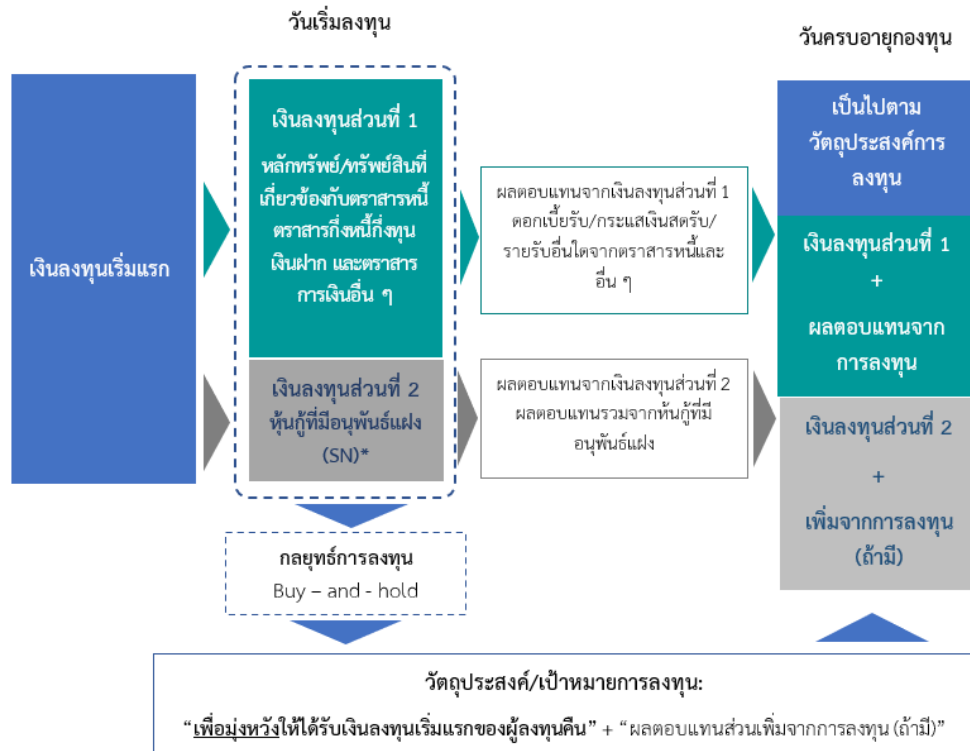 วันเริ่มลงทุน
วันครบอายุกองทุน
เงินลงทุนเริ่มแรก
เงินลงทุนส่วนที่ 1
หลักทรัพย์/ทรัพย์สินที่
เกี่ยวข้องกับตราสารหนี้
ตราสารกึ่งหนี้กึ่งทุน
เงินฝาก และตราสาร
การเงินอื่น ๆ
เงินลงทุนส่วนที่ 2
หุ้นกู้ที่มีอนุพันธ์แฝง
(SN)*
ผลตอบแทนจากเงินลงทุนส่วนที่ 1
ดอกเบี้ยรับ/กระแสเงินสดรับ/
รายรับอื่นใดจากตราสารหนี้และ
อื่น ๆ
ผลตอบแทนจากเงินลงทุนส่วนที่ 2
ผลตอบแทนรวมจากหุ้นกู้ที่มี
อนุพันธ์แฝง
เป็นไปตาม
วัตถุประสงค์การ
ลงทุน
เงินลงทุนส่วนที่ 1
+
ผลตอบแทนจาก
การลงทุน
เงินลงทุนส่วนที่ 2
+
เพิ่มจากการลงทุน
(ถ้ามี)
กลยุทธ์การลงทุน
Buy – and - hold
วัตถุประสงค์/เป้าหมายการลงทุน:
“เพื่อมุ่งหวังให้ได้รับเงินลงทุนเริ่มแรกของผู้ลงทุนคืน” + “ผลตอบแทนส่วนเพิ่มจากการลงทุน (ถ้ามี)”